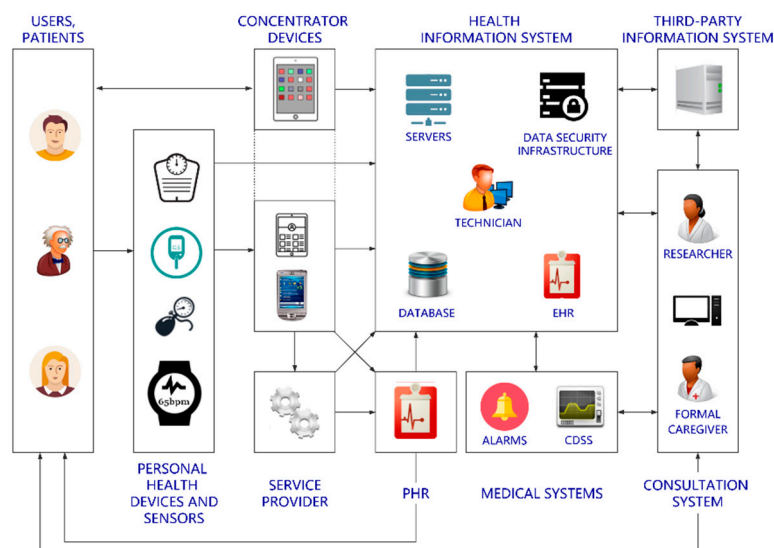 USERS,
PATIENTS
CONCENTRATOR
DEVICES
HEALTH
INFORMATION SYSTEM
THIRD-PARTY
INFORMATION SYSTEM
SERVERS
DATA SECURITY
INFRASTRUCTURE
TECHNICIAN
RESEARCHER
DATABASE
EHR
65bpm
ALARMS
CDSS
FORMAL
CAREGIVER
PERSONAL
HEALTH
DEVICES AND
SENSORS
SERVICE
PROVIDER
PHR
MEDICAL SYSTEMS
CONSULTATION
SYSTEM